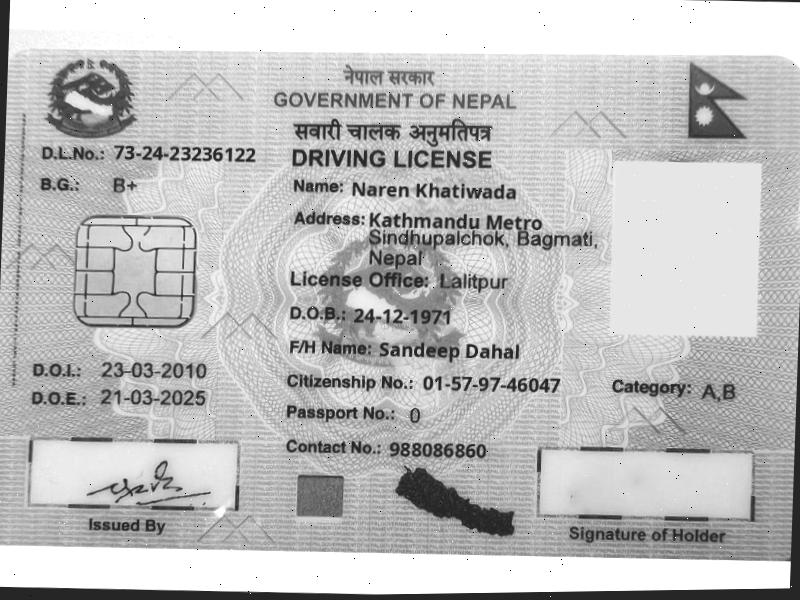 नेपाल सरकार
GOVERNMENT OF NEPAL
सवारी चालक अनुमतिपत्र
DRIVING LICENSE
D.L.No.: 73-24-23236122
B.G.: B+
Name: Naren Khatiwada
Address: Kathmandu Metro
Sindhupalchok, Bagmati,
Nepal
License Office: Lalitpur
D.O.B.: 24-12-1971
F/H Name: Sandeep Dahal
D.O.I.: 23-03-2010
D.O.E.: 21-03-2025
Citizenship No.: 01-57-97-46047
Category: A,B
Passport No.: 0
Contact No.: 988086860
Issued By
Signature of Holder